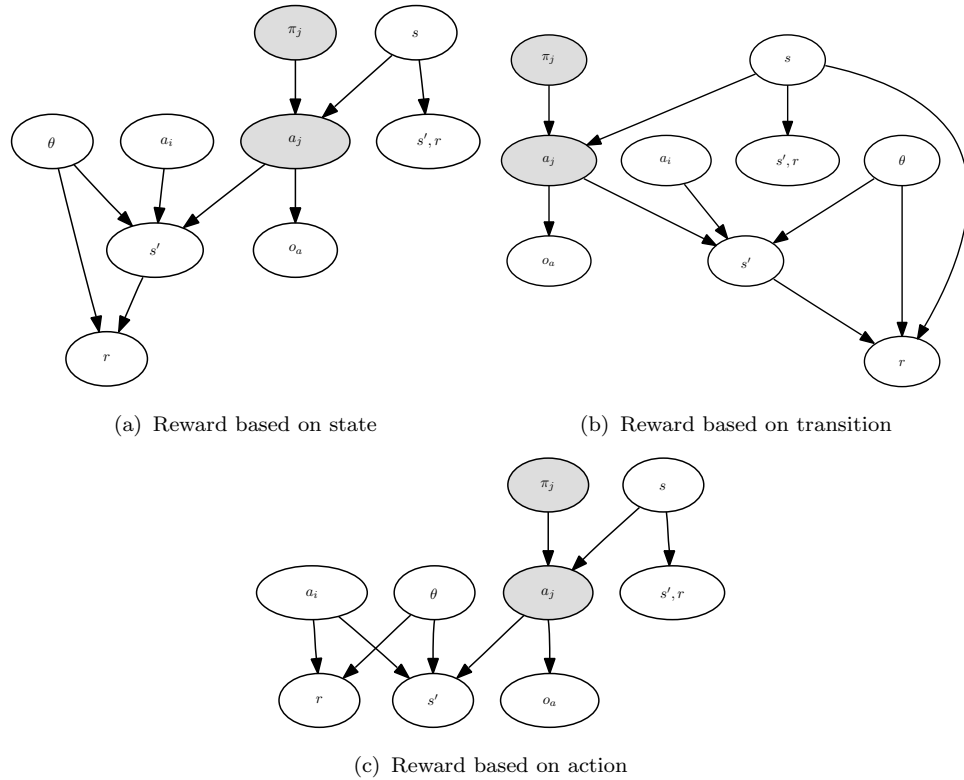 π_j s
θ a_i a_j s′, r
s′ o_a
r
(a) Reward based on state
s
π_j
a_j a_i s′, r θ
o_a s′
r
(b) Reward based on transition
π_j s
a_i θ a_j s′, r
r s′ o_a
(c) Reward based on action